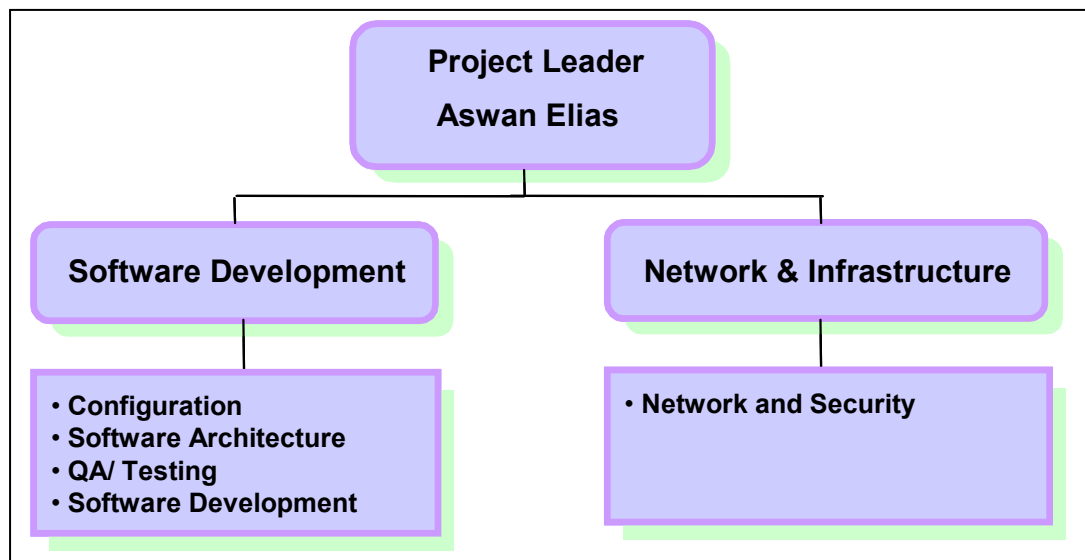 Project Leader
Aswan Elias
Software Development
Network & Infrastructure
• Configuration
• Software Architecture
• QA/ Testing
• Software Development
• Network and Security